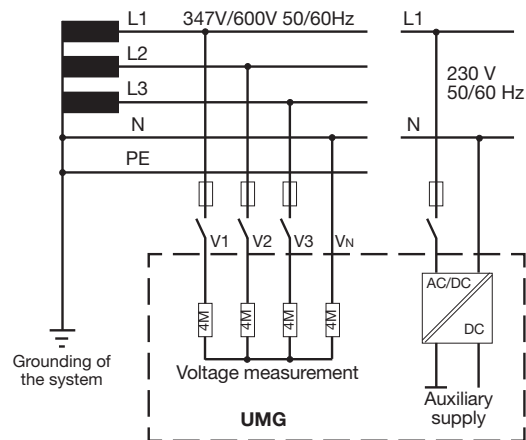 L1 347V/600V 50/60Hz L1
L2
230 V
50/60 Hz
L3
N N
PE
V1 V2 V3 VN
AC/DC
DC
4M 4M 4M 4M
Grounding of
the system
Voltage measurement
Auxiliary
supply
UMG